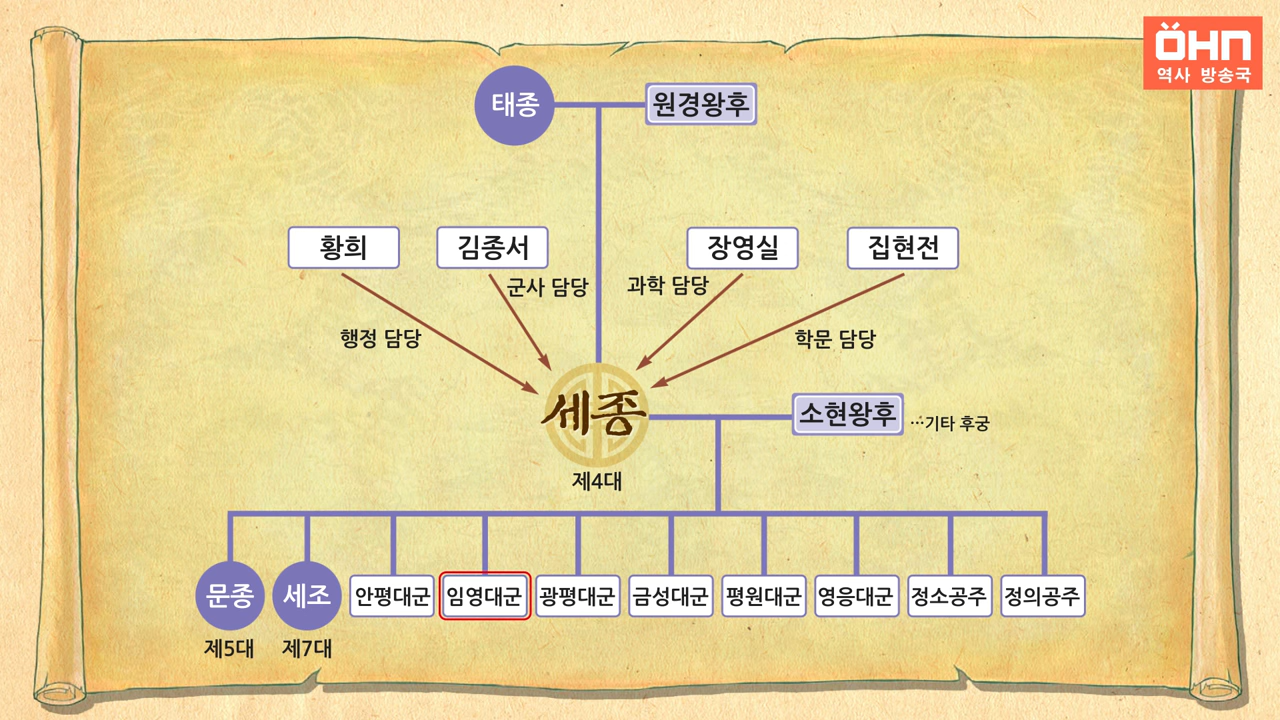 OHN
역사 방송국
태종
원경왕후
황희
김종서
장영실
집현전
군사 담당
과학 담당
행정 담당
학문 담당
세종
소현왕후
…기타 후궁
제4대
문종
세조
안평대군
임영대군
광평대군
금성대군
평원대군
영응대군
정소공주
정의공주
제5대
제7대